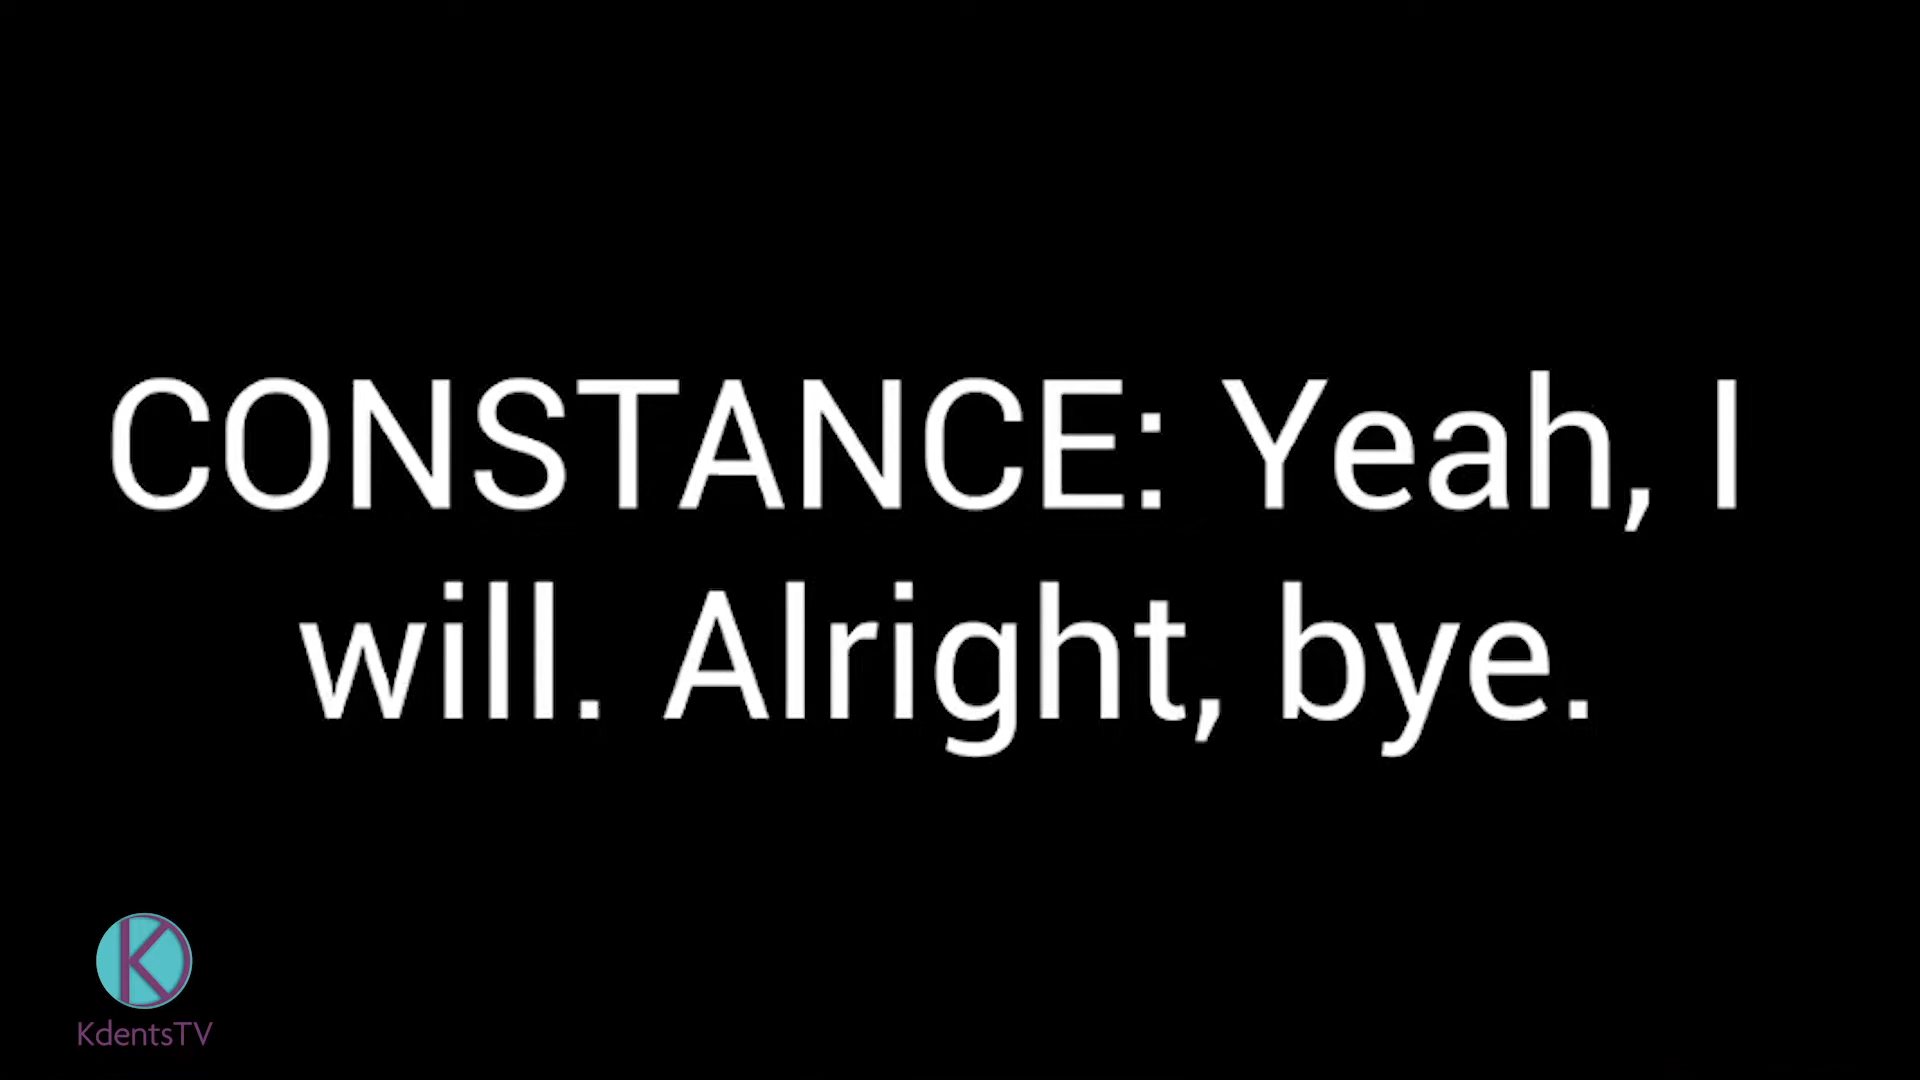 CONSTANCE: Yeah, I
will. Alright, bye.
K
KdentsTV